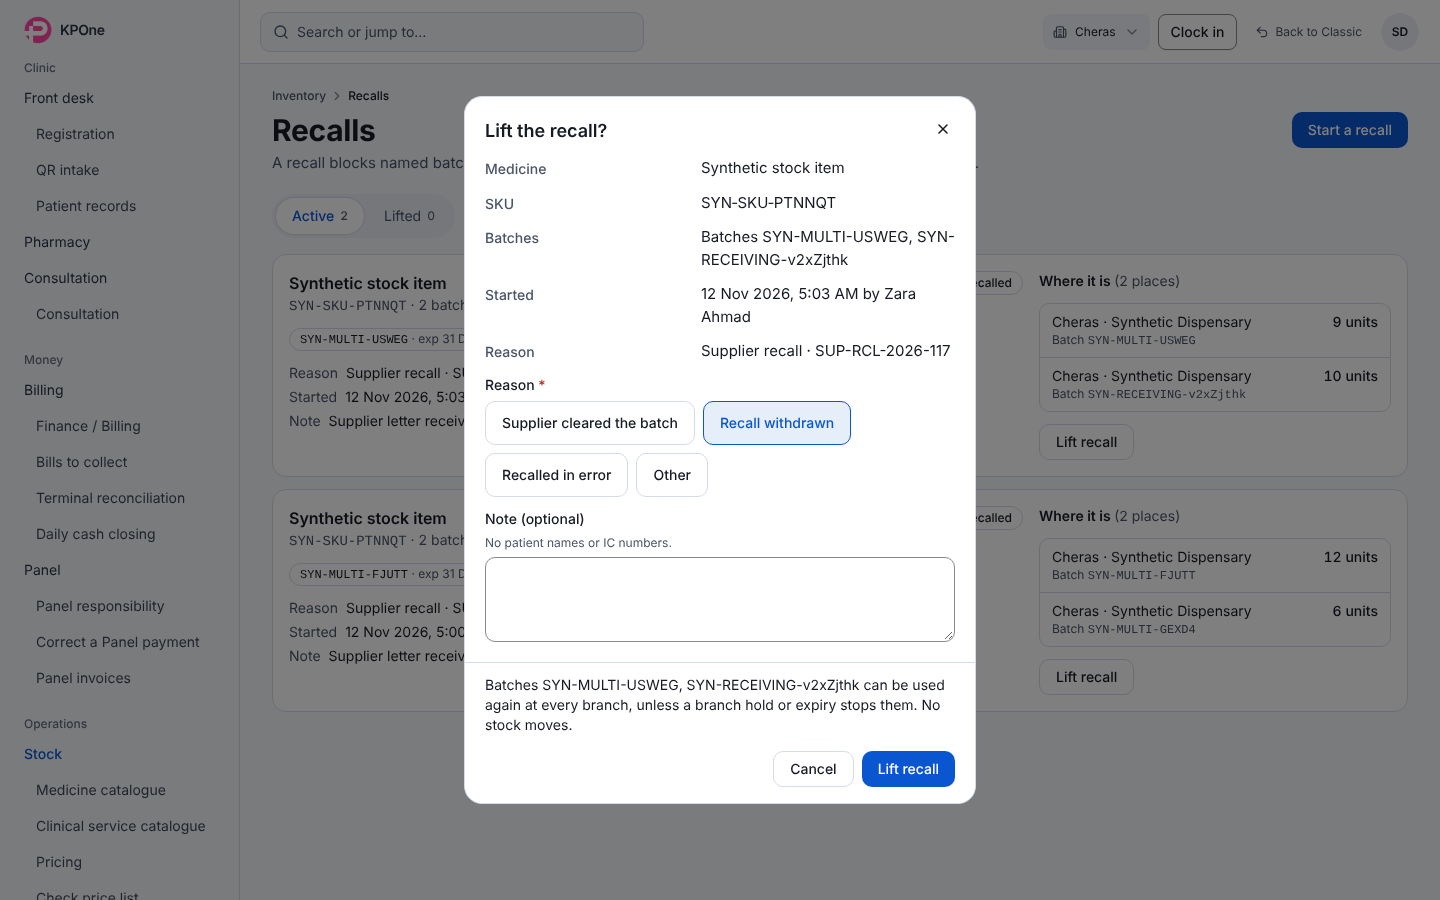 KPOne
Clinic
Front desk
Registration
QR intake
Patient records
Pharmacy
Consultation
Consultation
Money
Billing
Finance / Billing
Bills to collect
Terminal reconciliation
Daily cash closing
Panel
Panel responsibility
Correct a Panel payment
Panel invoices
Operations
Stock
Medicine catalogue
Clinical service catalogue
Pricing
Check price list
Search or jump to...
Cheras
Clock in
Back to Classic
SD
Inventory > Recalls
Recalls
Start a recall
A recall blocks named batc
Active 2
Lifted 0
Synthetic stock item
SYN-SKU-PTNNQT · 2 batch
SYN-MULTI-USWEG · exp 31 D
Reason Supplier recall · SU
Started 12 Nov 2026, 5:03
Note Supplier letter receiv
ecalled
Where it is (2 places)
Cheras · Synthetic Dispensary 9 units
Batch SYN-MULTI-USWEG
Cheras · Synthetic Dispensary 10 units
Batch SYN-RECEIVING-v2xZjthk
Lift recall
Synthetic stock item
SYN-SKU-PTNNQT · 2 batch
SYN-MULTI-FJUTT · exp 31 D
Reason Supplier recall · SU
Started 12 Nov 2026, 5:00
Note Supplier letter receiv
ecalled
Where it is (2 places)
Cheras · Synthetic Dispensary 12 units
Batch SYN-MULTI-FJUTT
Cheras · Synthetic Dispensary 6 units
Batch SYN-MULTI-GEXD4
Lift recall
Lift the recall?
Medicine Synthetic stock item
SKU SYN-SKU-PTNNQT
Batches Batches SYN-MULTI-USWEG, SYN-
RECEIVING-v2xZjthk
Started 12 Nov 2026, 5:03 AM by Zara
Ahmad
Reason Supplier recall · SUP-RCL-2026-117
Reason *
Supplier cleared the batch
Recall withdrawn
Recalled in error
Other
Note (optional)
No patient names or IC numbers.
Batches SYN-MULTI-USWEG, SYN-RECEIVING-v2xZjthk can be used
again at every branch, unless a branch hold or expiry stops them. No
stock moves.
Cancel
Lift recall